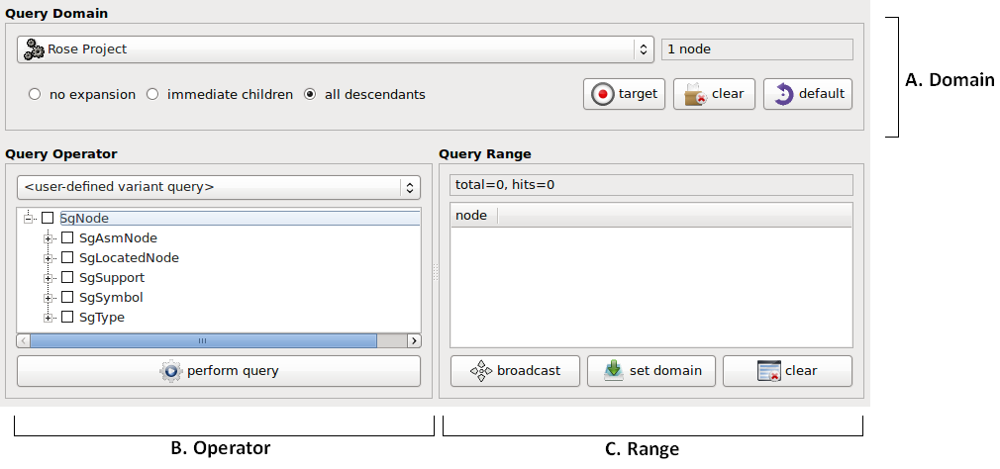 Query Domain
Rose Project
1 node
no expansion
immediate children
all descendants
target
clear
default
A. Domain
Query Operator
<user-defined variant query>
SgNode
SgAsmNode
SgLocatedNode
SgSupport
SgSymbol
SgType
perform query
B. Operator
Query Range
total=0, hits=0
node
broadcast
set domain
clear
C. Range